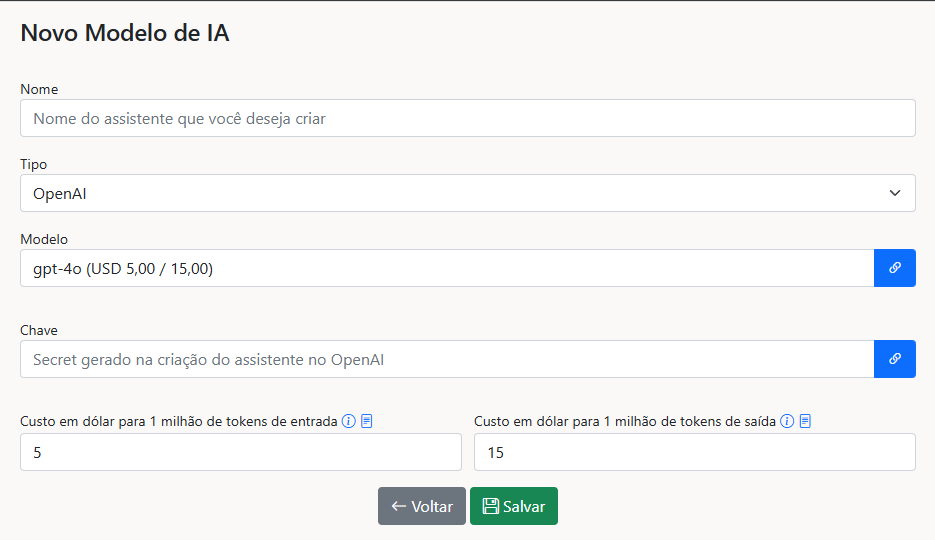 Novo Modelo de IA
Nome
Nome do assistente que você deseja criar
Tipo
OpenAI
Modelo
gpt-4o (USD 5,00 / 15,00)
Chave
Secret gerado na criação do assistente no OpenAI
Custo em dólar para 1 milhão de tokens de entrada
Custo em dólar para 1 milhão de tokens de saída
5
15
Voltar
Salvar